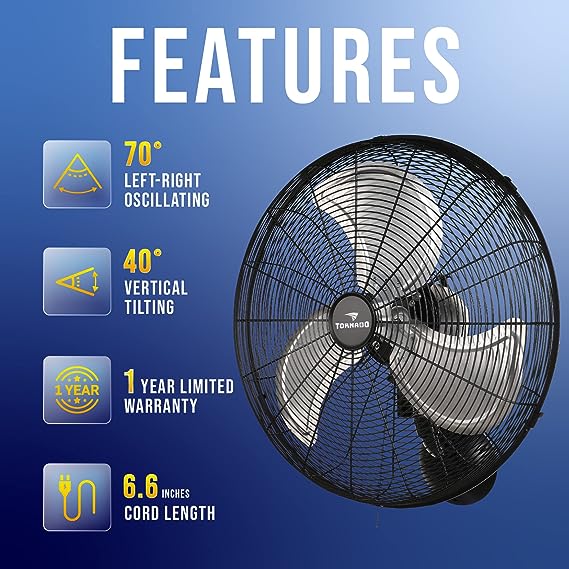 FEATURES
70°
LEFT-RIGHT
OSCILLATING
40°
VERTICAL
TILTING
1 YEAR
1 YEAR LIMITED
WARRANTY
6.6 INCHES
CORD LENGTH
TORNADO